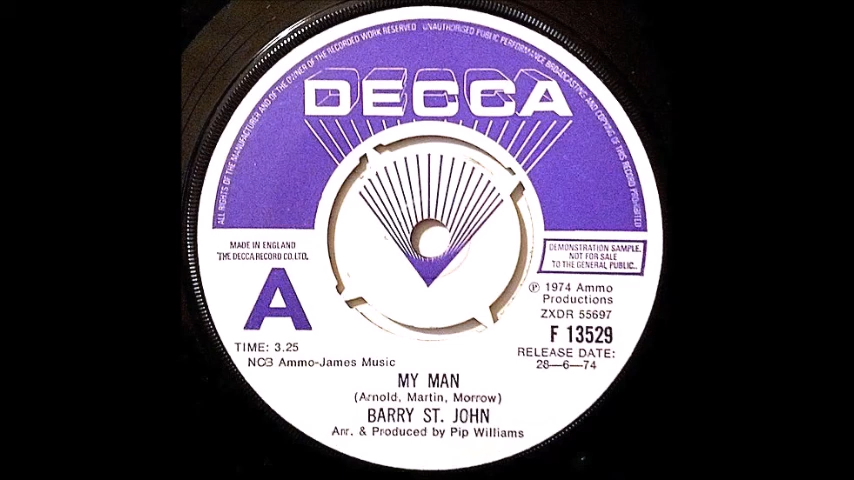 ALL RIGHTS OF THE MANUFACTURER AND OF THE OWNER OF THE RECORDED WORK RESERVED UNAUTHORISED PUBLIC PERFORMANCE BROADCASTING AND COPYING OF THIS RECORD PROHIBITED
DECCA
MADE IN ENGLAND
THE DECCA RECORD CO. LTD.
DEMONSTRATION SAMPLE.
NOT FOR SALE
TO THE GENERAL PUBLIC.
A
℗ 1974 Ammo
Productions
ZXDR 55697
F 13529
TIME: 3.25
RELEASE DATE:
28—6—74
NCB Ammo-James Music
MY MAN
(Arnold, Martin, Morrow)
BARRY ST. JOHN
Arr. & Produced by Pip Williams